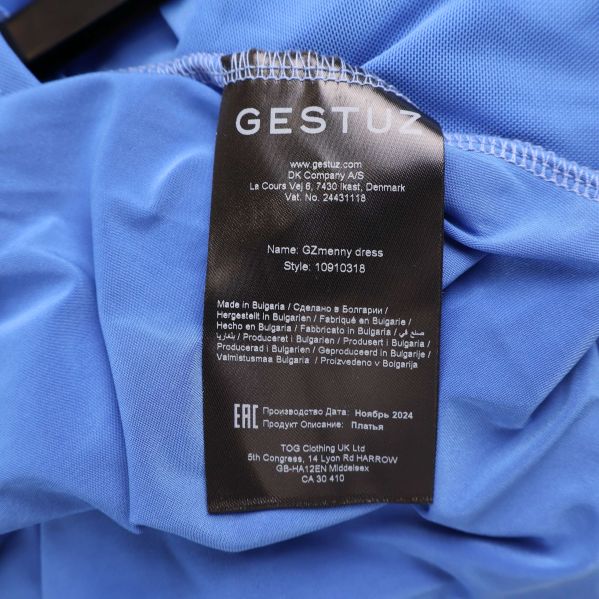 GESTUZ
www.gestuz.com
DK Company A/S
La Cours Vej 6, 7430 Ikast, Denmark
Vat. No. 24431118
Name: GZmenny dress
Style: 10910318
Made in Bulgaria / Сделано в Болгарии /
Hergestellt in Bulgarien / Fabriqué en Bulgarie /
Hecho en Bulgaria / Fabbricato in Bulgaria / صنع في
بلغاريا / Produceret i Bulgarien / Produsert i Bulgaria /
Producerad i Bulgarien / Geproduceerd in Bulgarije /
Valmistusmaa Bulgaria / Proizvedeno v Bolgarija
EAC Производство Дата: Ноябрь 2024
Продукт Описание: Платья
TOG Clothing UK Ltd
5th Congress, 14 Lyon Rd HARROW
GB-HA12EN Middelsex
CA 30 410